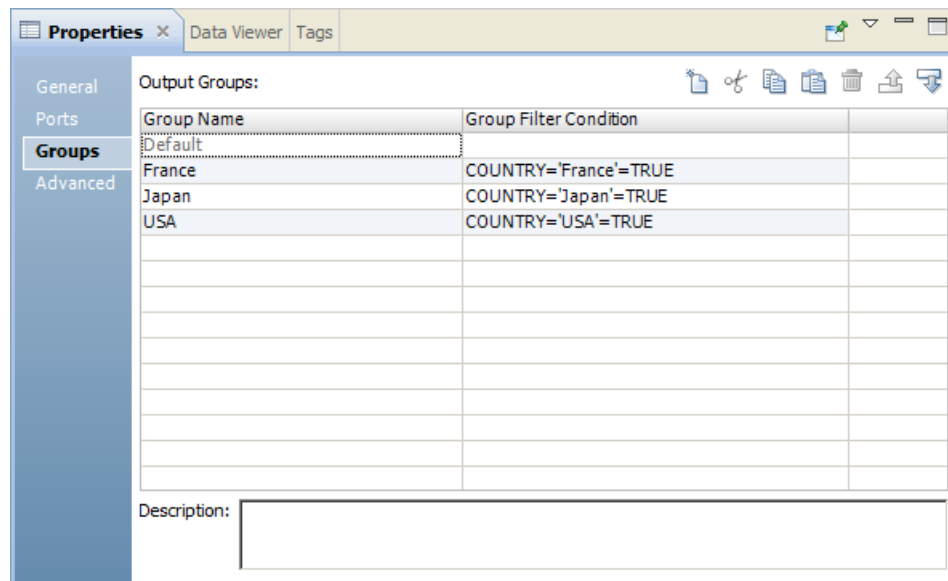 Properties Data Viewer Tags
General
Ports
Groups
Advanced
Output Groups:
Group Name Group Filter Condition
Default
France COUNTRY='France'=TRUE
Japan COUNTRY='Japan'=TRUE
USA COUNTRY='USA'=TRUE
Description: